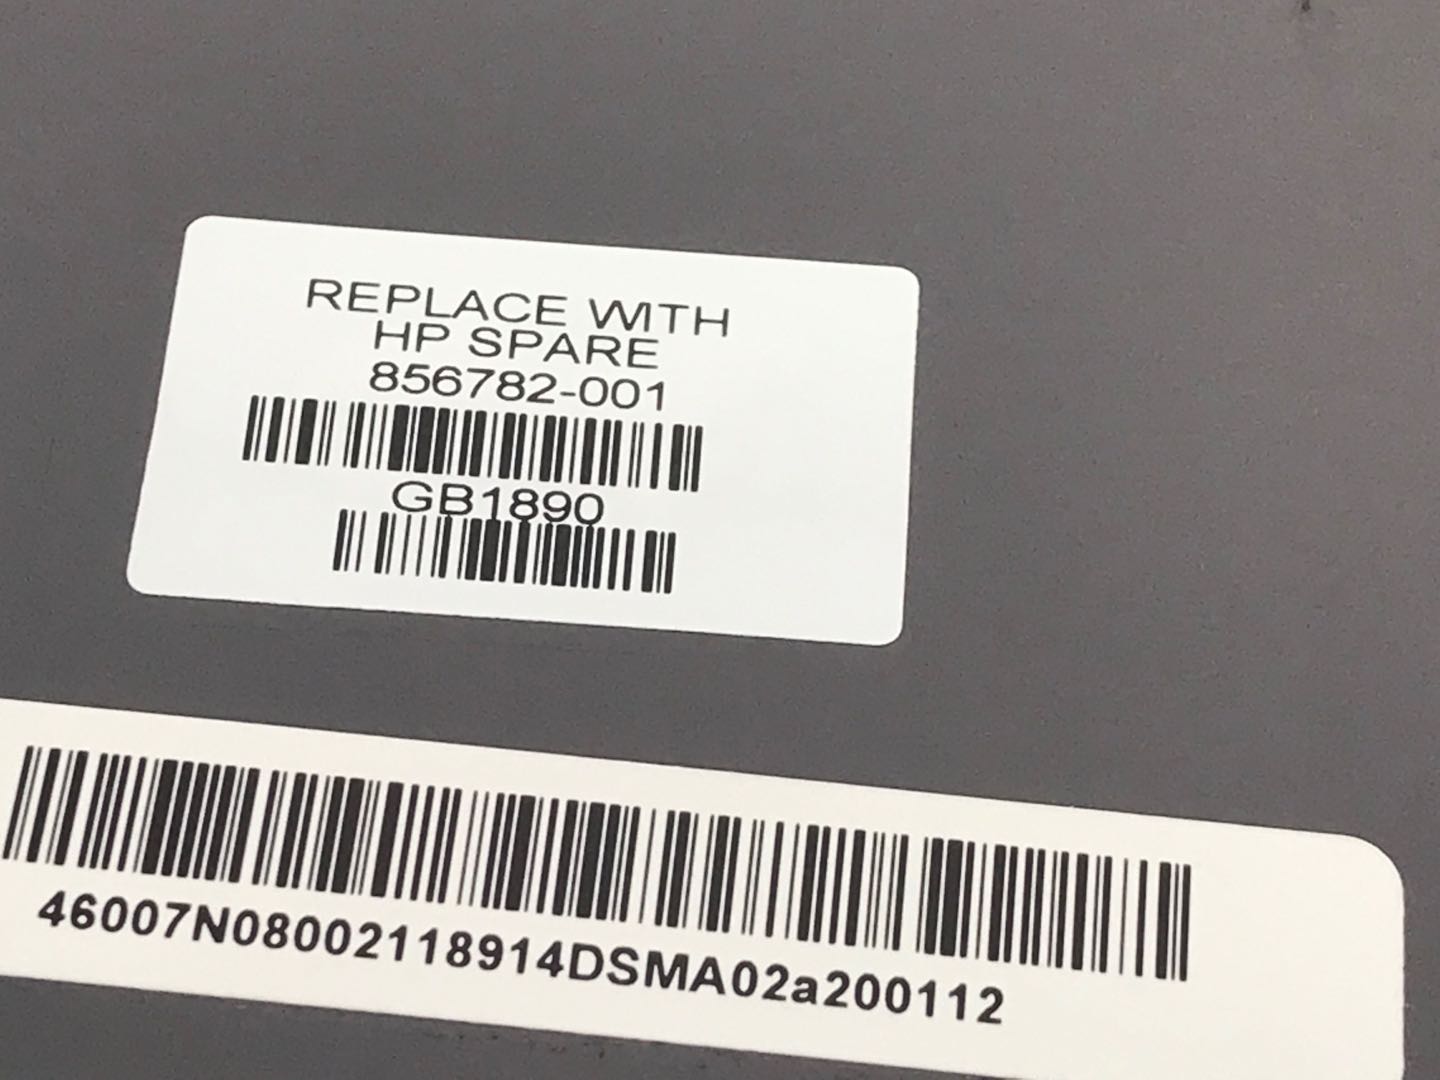 REPLACE WITH
HP SPARE
856782-001
GB1890
46007N08002118914DSMA02a200112